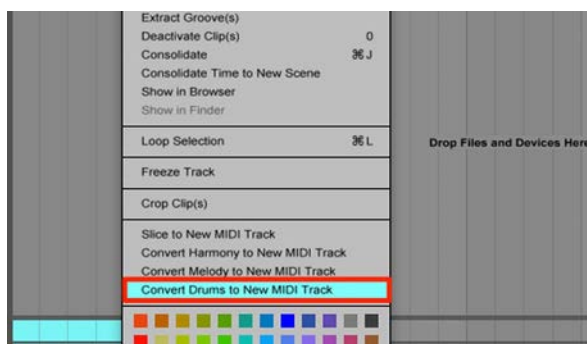 Extract Groove(s)
Deactivate Clip(s) 0
Consolidate ⌘ J
Consolidate Time to New Scene
Show in Browser
Show in Finder
Loop Selection ⌘ L
Drop Files and Devices Here
Freeze Track
Crop Clip(s)
Slice to New MIDI Track
Convert Harmony to New MIDI Track
Convert Melody to New MIDI Track
Convert Drums to New MIDI Track